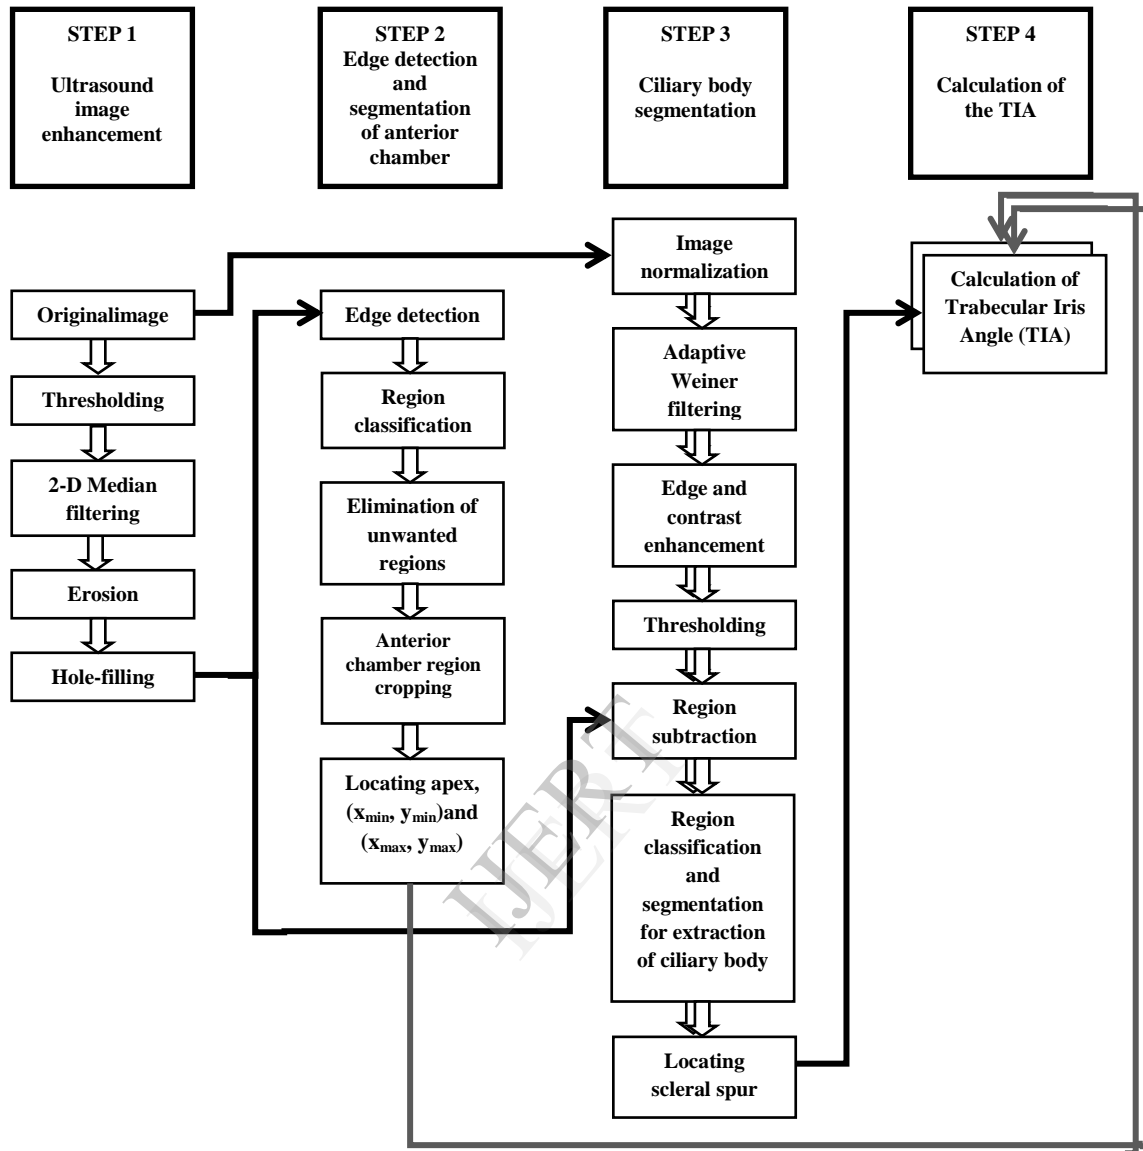 STEP 1
Ultrasound
image
enhancement
STEP 2
Edge detection
and
segmentation
of anterior
chamber
STEP 3
Ciliary body
segmentation
STEP 4
Calculation of
the TIA
Originalimage
Thresholding
2-D Median
filtering
Erosion
Hole-filling
Edge detection
Region
classification
Elimination of
unwanted
regions
Anterior
chamber region
cropping
Locating apex,
(xmin, ymin)and
(xmax, ymax)
Image
normalization
Adaptive
Weiner
filtering
Edge and
contrast
enhancement
Thresholding
Region
subtraction
Region
classification
and
segmentation
for extraction
of ciliary body
Locating
scleral spur
Calculation of
Trabecular Iris
Angle (TIA)
IJERT